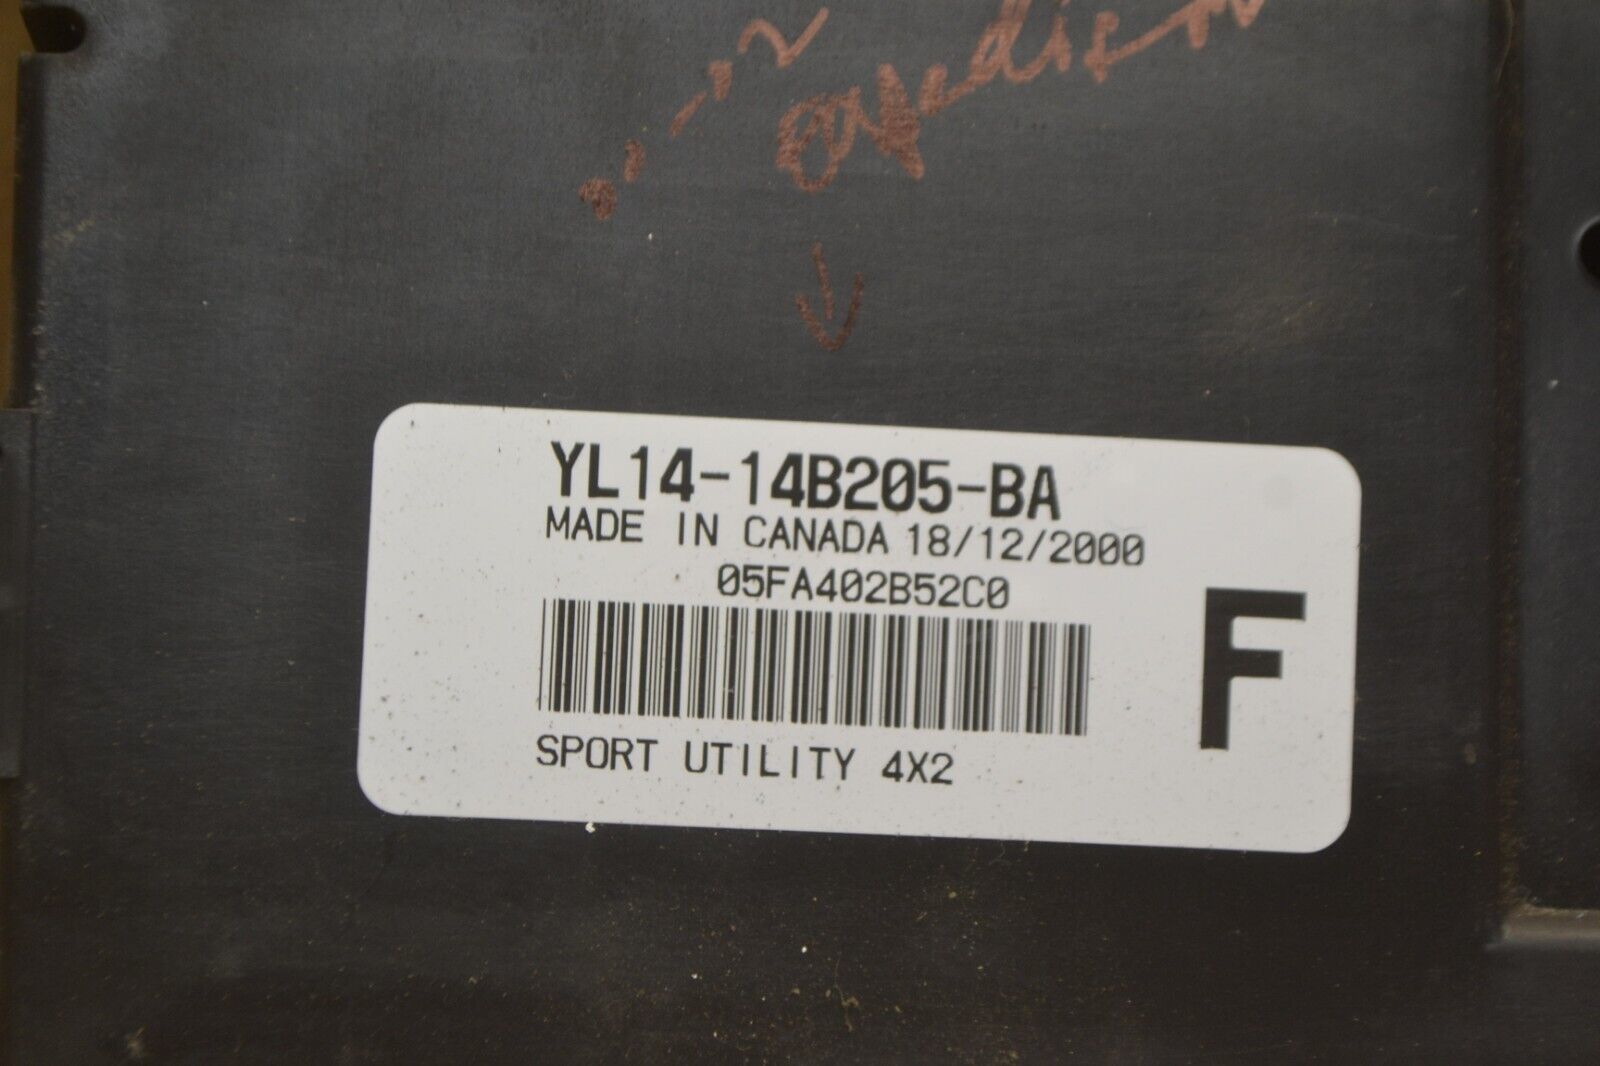 YL14-14B205-BA
MADE IN CANADA 18/12/2000
05FA402B52C0
F
SPORT UTILITY 4X2